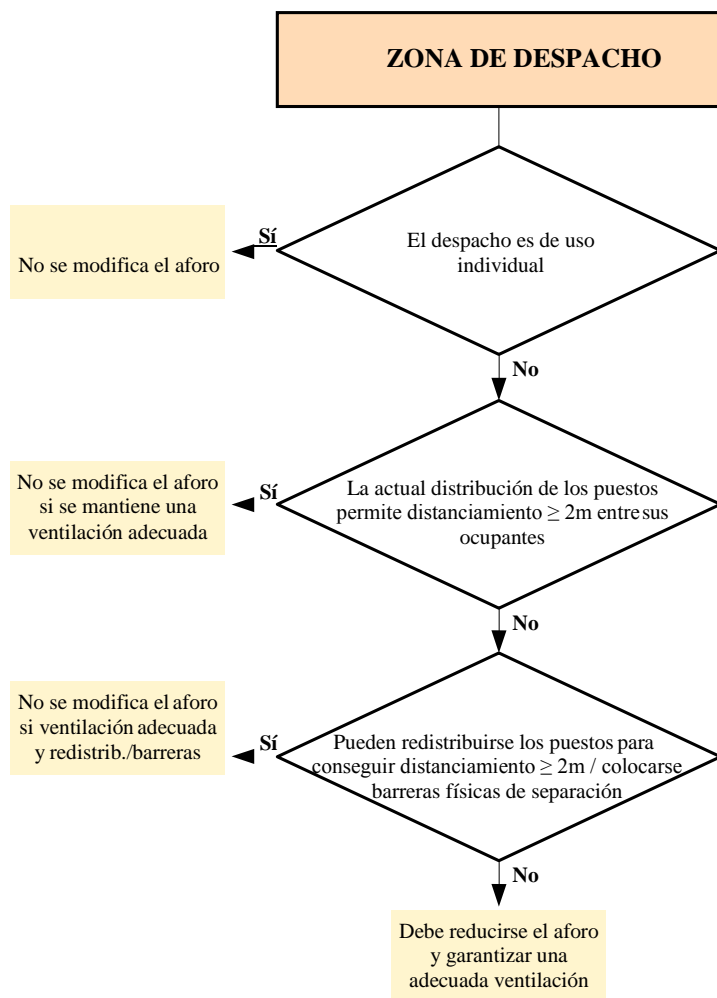 ZONA DE DESPACHO
Sí
El despacho es de uso
individual
No se modifica el aforo
No
No se modifica el aforo
si se mantiene una
ventilación adecuada
Sí
La actual distribución de los puestos
permite distanciamiento ≥ 2m entre sus
ocupantes
No
No se modifica el aforo
si ventilación adecuada
y redistrib./barreras
Sí
Pueden redistribuirse los puestos para
conseguir distanciamiento ≥ 2m / colocarse
barreras físicas de separación
No
Debe reducirse el aforo
y garantizar una
adecuada ventilación